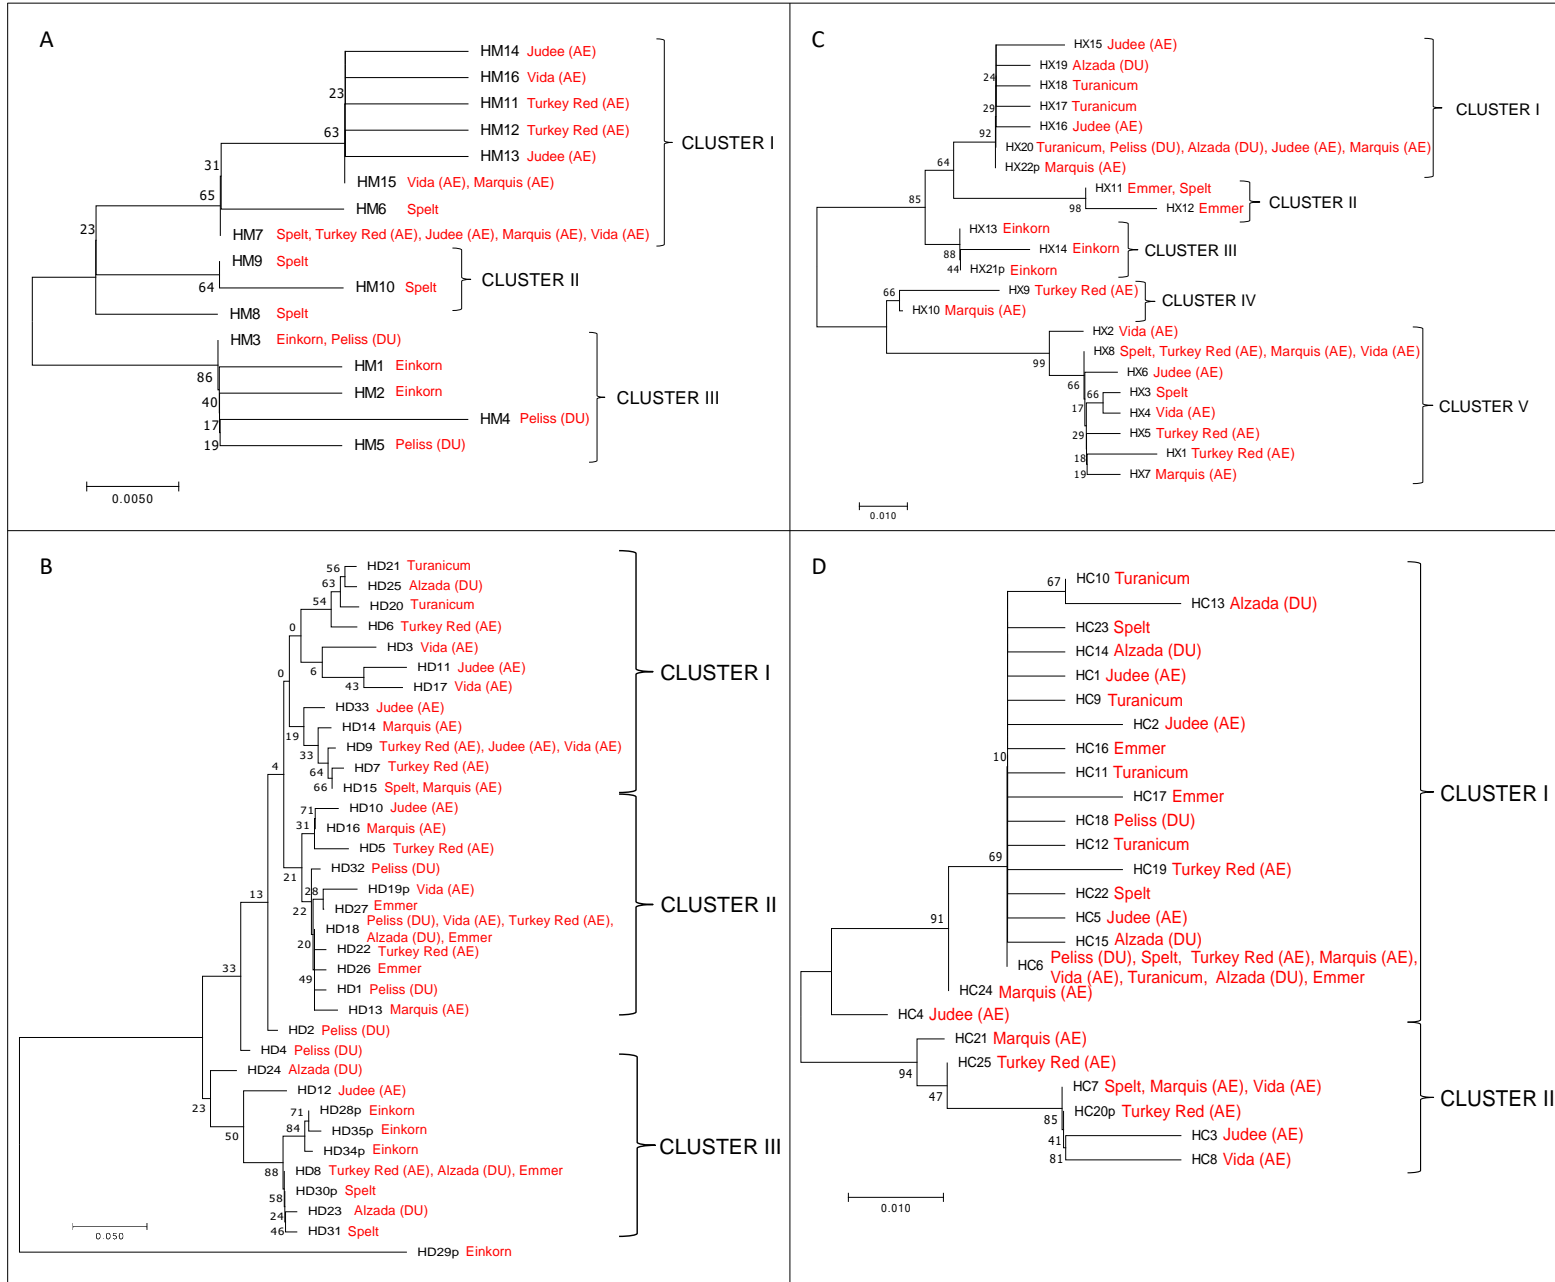 A
HM14 Judee (AE)
HM16 Vida (AE)
23
HM11 Turkey Red (AE)
HM12 Turkey Red (AE)
63
HM13 Judee (AE)
CLUSTER I
31
HM15 Vida (AE), Marquis (AE)
65
HM6 Spelt
23
HM7 Spelt, Turkey Red (AE), Judee (AE), Marquis (AE), Vida (AE)
HM9 Spelt
64
HM10 Spelt
CLUSTER II
HM8 Spelt
HM3 Einkorn, Peliss (DU)
HM1 Einkorn
86
HM2 Einkorn
CLUSTER III
40
HM4 Peliss (DU)
17
HM5 Peliss (DU)
19
0.0050
C
HX15 Judee (AE)
HX19 Alzada (DU)
24
HX18 Turanicum
29
HX17 Turanicum
CLUSTER I
HX16 Judee (AE)
92
HX20 Turanicum, Peliss (DU), Alzada (DU), Judee (AE), Marquis (AE)
64
HX22p Marquis (AE)
HX11 Emmer, Spelt
85
98
HX12 Emmer
CLUSTER II
HX13 Einkorn
HX14 Einkorn
CLUSTER III
88
44
HX21p Einkorn
66
HX9 Turkey Red (AE)
CLUSTER IV
HX10 Marquis (AE)
HX2 Vida (AE)
HX8 Spelt, Turkey Red (AE), Marquis (AE), Vida (AE)
99
HX6 Judee (AE)
66
66
HX3 Spelt
17
HX4 Vida (AE)
CLUSTER V
29
HX5 Turkey Red (AE)
18
HX1 Turkey Red (AE)
19
HX7 Marquis (AE)
0.010
B
56
HD21 Turanicum
63
HD25 Alzada (DU)
54
HD20 Turanicum
0
HD6 Turkey Red (AE)
HD3 Vida (AE)
6
HD11 Judee (AE)
CLUSTER I
0
43
HD17 Vida (AE)
HD33 Judee (AE)
19
HD14 Marquis (AE)
33
HD9 Turkey Red (AE), Judee (AE), Vida (AE)
4
64
HD7 Turkey Red (AE)
66
HD15 Spelt, Marquis (AE)
71
HD10 Judee (AE)
31
HD16 Marquis (AE)
HD5 Turkey Red (AE)
21
HD32 Peliss (DU)
13
28
HD19p Vida (AE)
22
HD27 Emmer
CLUSTER II
HD18 Peliss (DU), Vida (AE), Turkey Red (AE),
Alzada (DU), Emmer
20
HD22 Turkey Red (AE)
33
HD26 Emmer
49
HD1 Peliss (DU)
HD13 Marquis (AE)
HD2 Peliss (DU)
HD4 Peliss (DU)
HD24 Alzada (DU)
23
HD12 Judee (AE)
71
HD28p Einkorn
50
84
HD35p Einkorn
HD34p Einkorn
CLUSTER III
88
HD8 Turkey Red (AE), Alzada (DU), Emmer
58
HD30p Spelt
24
HD23 Alzada (DU)
46
HD31 Spelt
0.050
HD29p Einkorn
D
67
HC10 Turanicum
HC13 Alzada (DU)
HC23 Spelt
HC14 Alzada (DU)
HC1 Judee (AE)
HC9 Turanicum
HC2 Judee (AE)
10
HC16 Emmer
HC11 Turanicum
HC17 Emmer
CLUSTER I
HC18 Peliss (DU)
HC12 Turanicum
69
HC19 Turkey Red (AE)
HC22 Spelt
91
HC5 Judee (AE)
HC15 Alzada (DU)
HC6 Peliss (DU), Spelt, Turkey Red (AE), Marquis (AE),
Vida (AE), Turanicum, Alzada (DU), Emmer
HC24 Marquis (AE)
HC4 Judee (AE)
HC21 Marquis (AE)
94
HC25 Turkey Red (AE)
47
HC7 Spelt, Marquis (AE), Vida (AE)
CLUSTER II
85
HC20p Turkey Red (AE)
41
HC3 Judee (AE)
81
HC8 Vida (AE)
0.010